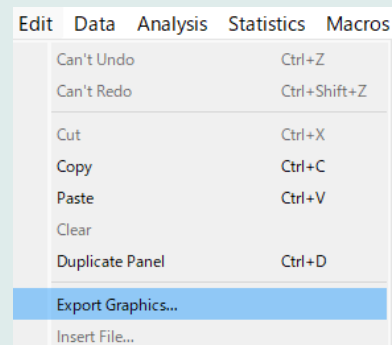 Edit Data Analysis Statistics Macros
Can't Undo Ctrl+Z
Can't Redo Ctrl+Shift+Z
Cut Ctrl+X
Copy Ctrl+C
Paste Ctrl+V
Clear
Duplicate Panel Ctrl+D
Export Graphics...
Insert File...